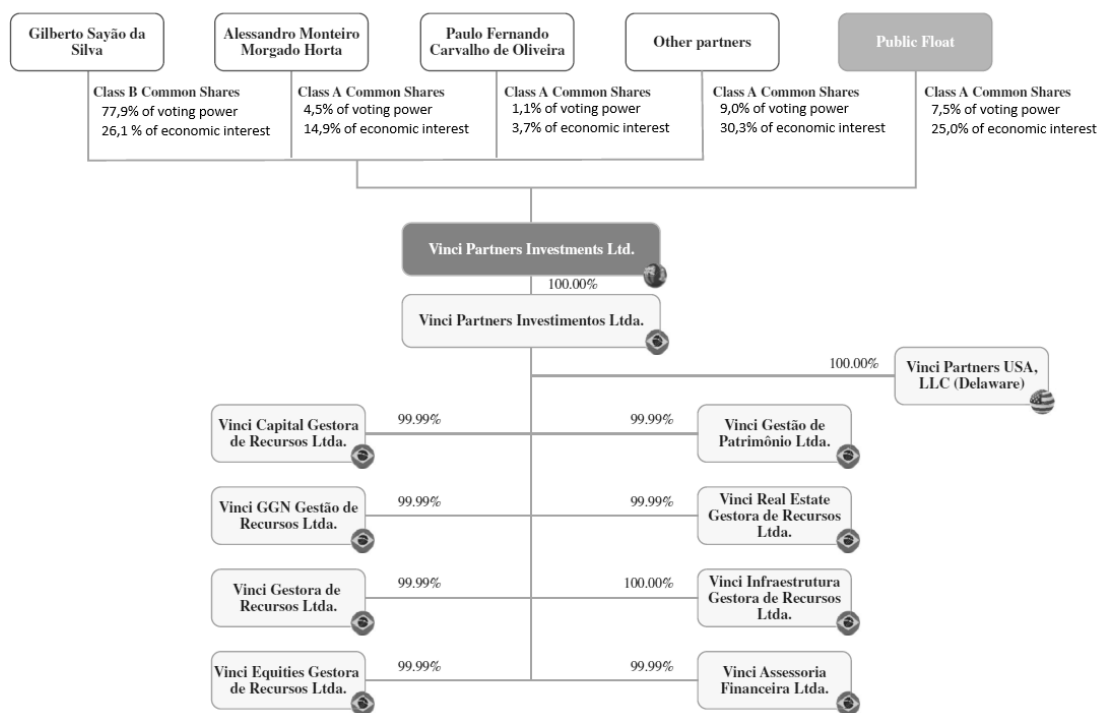 Gilberto Sayão da
Silva
Alessandro Monteiro
Morgado Horta
Paulo Fernando
Carvalho de Oliveira
Other partners
Public Float
Class B Common Shares
77,9% of voting power
26,1 % of economic interest
Class A Common Shares
4,5% of voting power
14,9% of economic interest
Class A Common Shares
1,1% of voting power
3,7% of economic interest
Class A Common Shares
9,0% of voting power
30,3% of economic interest
Class A Common Shares
7,5% of voting power
25,0% of economic interest
Vinci Partners Investments Ltd.
100.00%
Vinci Partners Investimentos Ltda.
100.00%
Vinci Partners USA,
LLC (Delaware)
Vinci Capital Gestora
de Recursos Ltda.
99.99%
99.99%
Vinci Gestão de
Patrimônio Ltda.
Vinci GGN Gestão de
Recursos Ltda.
99.99%
99.99%
Vinci Real Estate
Gestora de Recursos
Ltda.
Vinci Gestora de
Recursos Ltda.
99.99%
100.00%
Vinci Infraestrutura
Gestora de Recursos
Ltda.
Vinci Equities Gestora
de Recursos Ltda.
99.99%
99.99%
Vinci Assessoria
Financeira Ltda.